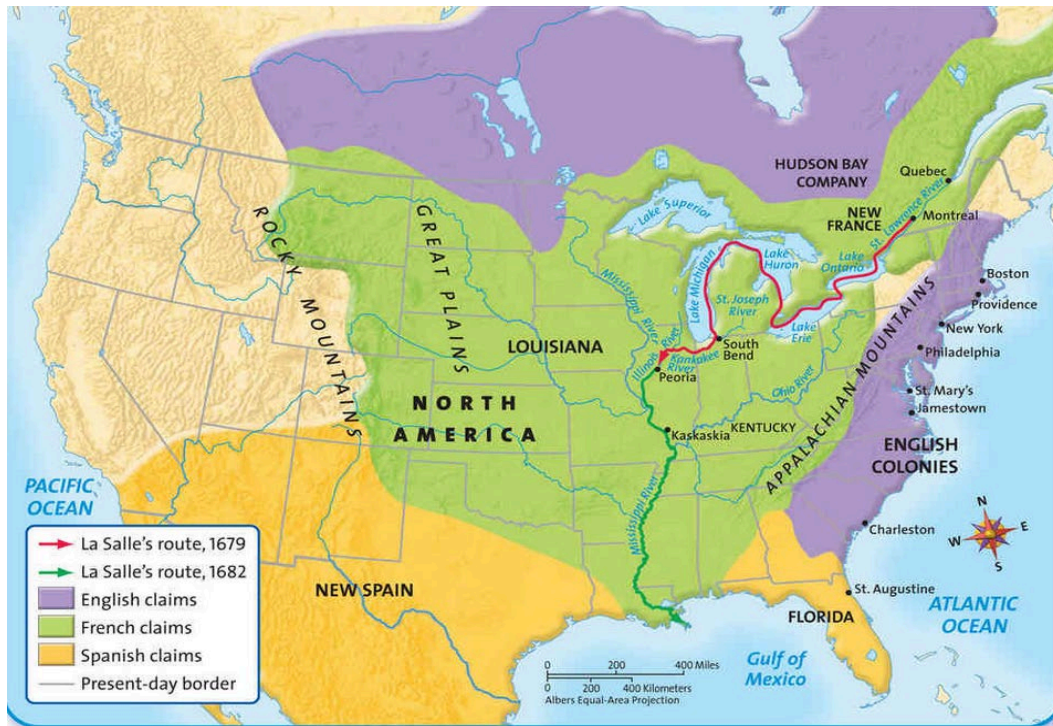 HUDSON BAY
COMPANY
Quebec
NEW
FRANCE
Montreal
St. Lawrence River
Lake Superior
Lake Michigan
Lake
Huron
Lake
Ontario
Lake
Erie
St. Joseph
River
Mississippi River
Illinois River
Kankakee
River
South
Bend
Peoria
Ohio River
KENTUCKY
Kaskaskia
Mississippi River
ROCKY MOUNTAINS
GREAT PLAINS
LOUISIANA
NORTH
AMERICA
APPALACHIAN MOUNTAINS
Boston
Providence
New York
Philadelphia
St. Mary's
Jamestown
ENGLISH
COLONIES
Charleston
St. Augustine
FLORIDA
NEW SPAIN
PACIFIC
OCEAN
ATLANTIC
OCEAN
Gulf of
Mexico
N
E
W
S
La Salle's route, 1679
La Salle's route, 1682
English claims
French claims
Spanish claims
Present-day border
0 200 400 Miles
0 200 400 Kilometers
Albers Equal-Area Projection